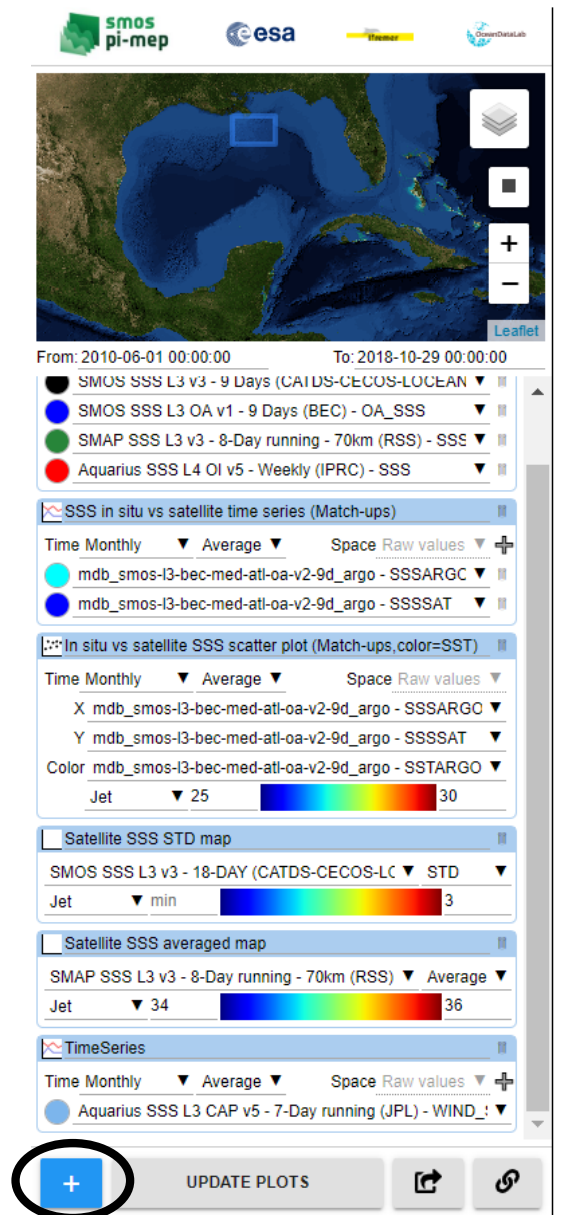 smos
pi-mep
esa
Ifremer
OceanDataLab
+
−
Leaflet
From: 2010-06-01 00:00:00 To: 2018-10-29 00:00:00
SMOS SSS L3 v3 - 9 Days (CATDS-CECOS-LOCEAN ▼
SMOS SSS L3 OA v1 - 9 Days (BEC) - OA_SSS ▼
SMAP SSS L3 v3 - 8-Day running - 70km (RSS) - SSS ▼
Aquarius SSS L4 OI v5 - Weekly (IPRC) - SSS ▼
SSS in situ vs satellite time series (Match-ups)
Time Monthly ▼ Average ▼ Space Raw values ▼
mdb_smos-l3-bec-med-atl-oa-v2-9d_argo - SSSARGO ▼
mdb_smos-l3-bec-med-atl-oa-v2-9d_argo - SSSSAT ▼
In situ vs satellite SSS scatter plot (Match-ups,color=SST)
Time Monthly ▼ Average ▼ Space Raw values ▼
X mdb_smos-l3-bec-med-atl-oa-v2-9d_argo - SSSARGO ▼
Y mdb_smos-l3-bec-med-atl-oa-v2-9d_argo - SSSSAT ▼
Color mdb_smos-l3-bec-med-atl-oa-v2-9d_argo - SSTARGO ▼
Jet ▼ 25 30
Satellite SSS STD map
SMOS SSS L3 v3 - 18-DAY (CATDS-CECOS-LC ▼ STD ▼
Jet ▼ min 3
Satellite SSS averaged map
SMAP SSS L3 v3 - 8-Day running - 70km (RSS) ▼ Average ▼
Jet ▼ 34 36
TimeSeries
Time Monthly ▼ Average ▼ Space Raw values ▼
Aquarius SSS L3 CAP v5 - 7-Day running (JPL) - WIND_ ▼
+ UPDATE PLOTS